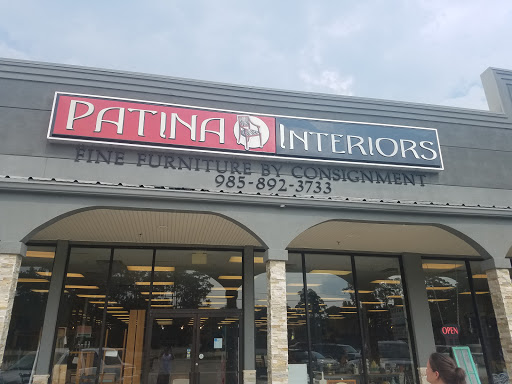 PATINA INTERIORS
FINE FURNITURE BY CONSIGNMENT
985-892-3733
OPEN